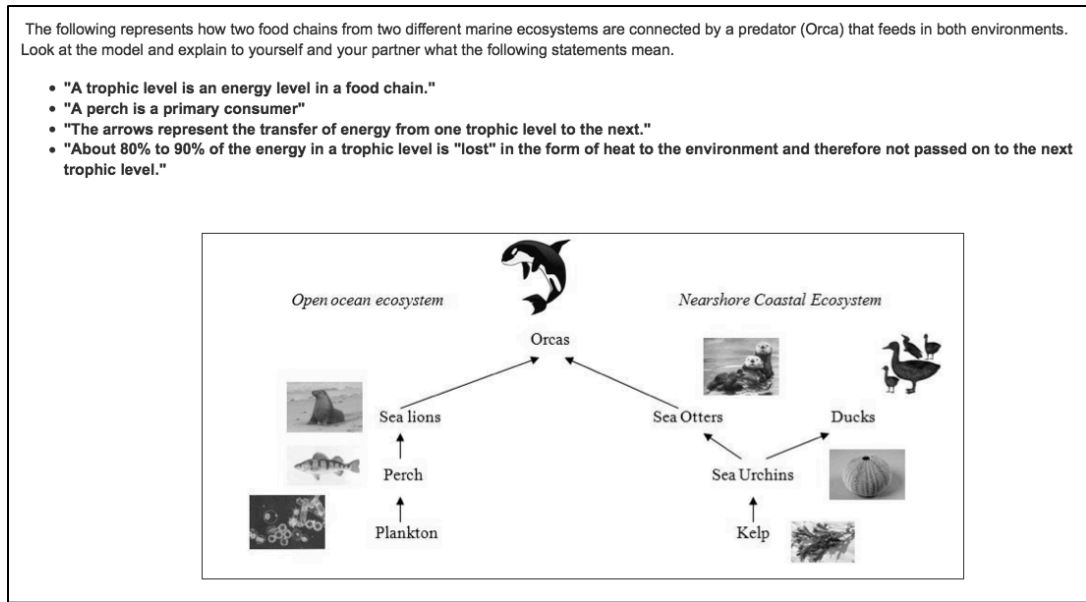 The following represents how two food chains from two different marine ecosystems are connected by a predator (Orca) that feeds in both environments.
Look at the model and explain to yourself and your partner what the following statements mean.
• "A trophic level is an energy level in a food chain."
• "A perch is a primary consumer"
• "The arrows represent the transfer of energy from one trophic level to the next."
• "About 80% to 90% of the energy in a trophic level is "lost" in the form of heat to the environment and therefore not passed on to the next
trophic level."
Open ocean ecosystem
Nearshore Coastal Ecosystem
Orcas
Sea lions
Sea Otters
Ducks
Perch
Sea Urchins
Plankton
Kelp